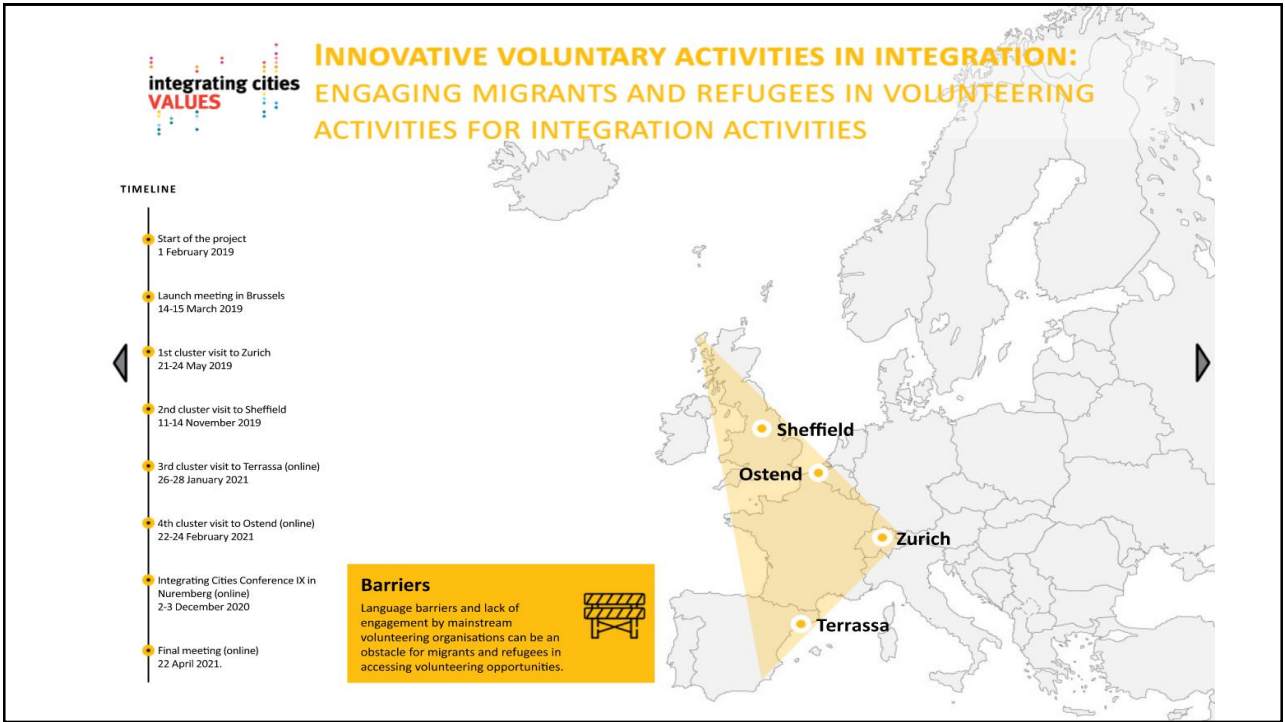 integrating cities
VALUES
INNOVATIVE VOLUNTARY ACTIVITIES IN INTEGRATION:
ENGAGING MIGRANTS AND REFUGEES IN VOLUNTEERING
ACTIVITIES FOR INTEGRATION ACTIVITIES
TIMELINE
Start of the project
1 February 2019
Launch meeting in Brussels
14-15 March 2019
1st cluster visit to Zurich
21-24 May 2019
2nd cluster visit to Sheffield
11-14 November 2019
3rd cluster visit to Terrassa (online)
26-28 January 2021
4th cluster visit to Ostend (online)
22-24 February 2021
Integrating Cities Conference IX in
Nuremberg (online)
2-3 December 2020
Final meeting (online)
22 April 2021.
Barriers
Language barriers and lack of
engagement by mainstream
volunteering organisations can be an
obstacle for migrants and refugees in
accessing volunteering opportunities.
Sheffield
Ostend
Zurich
Terrassa